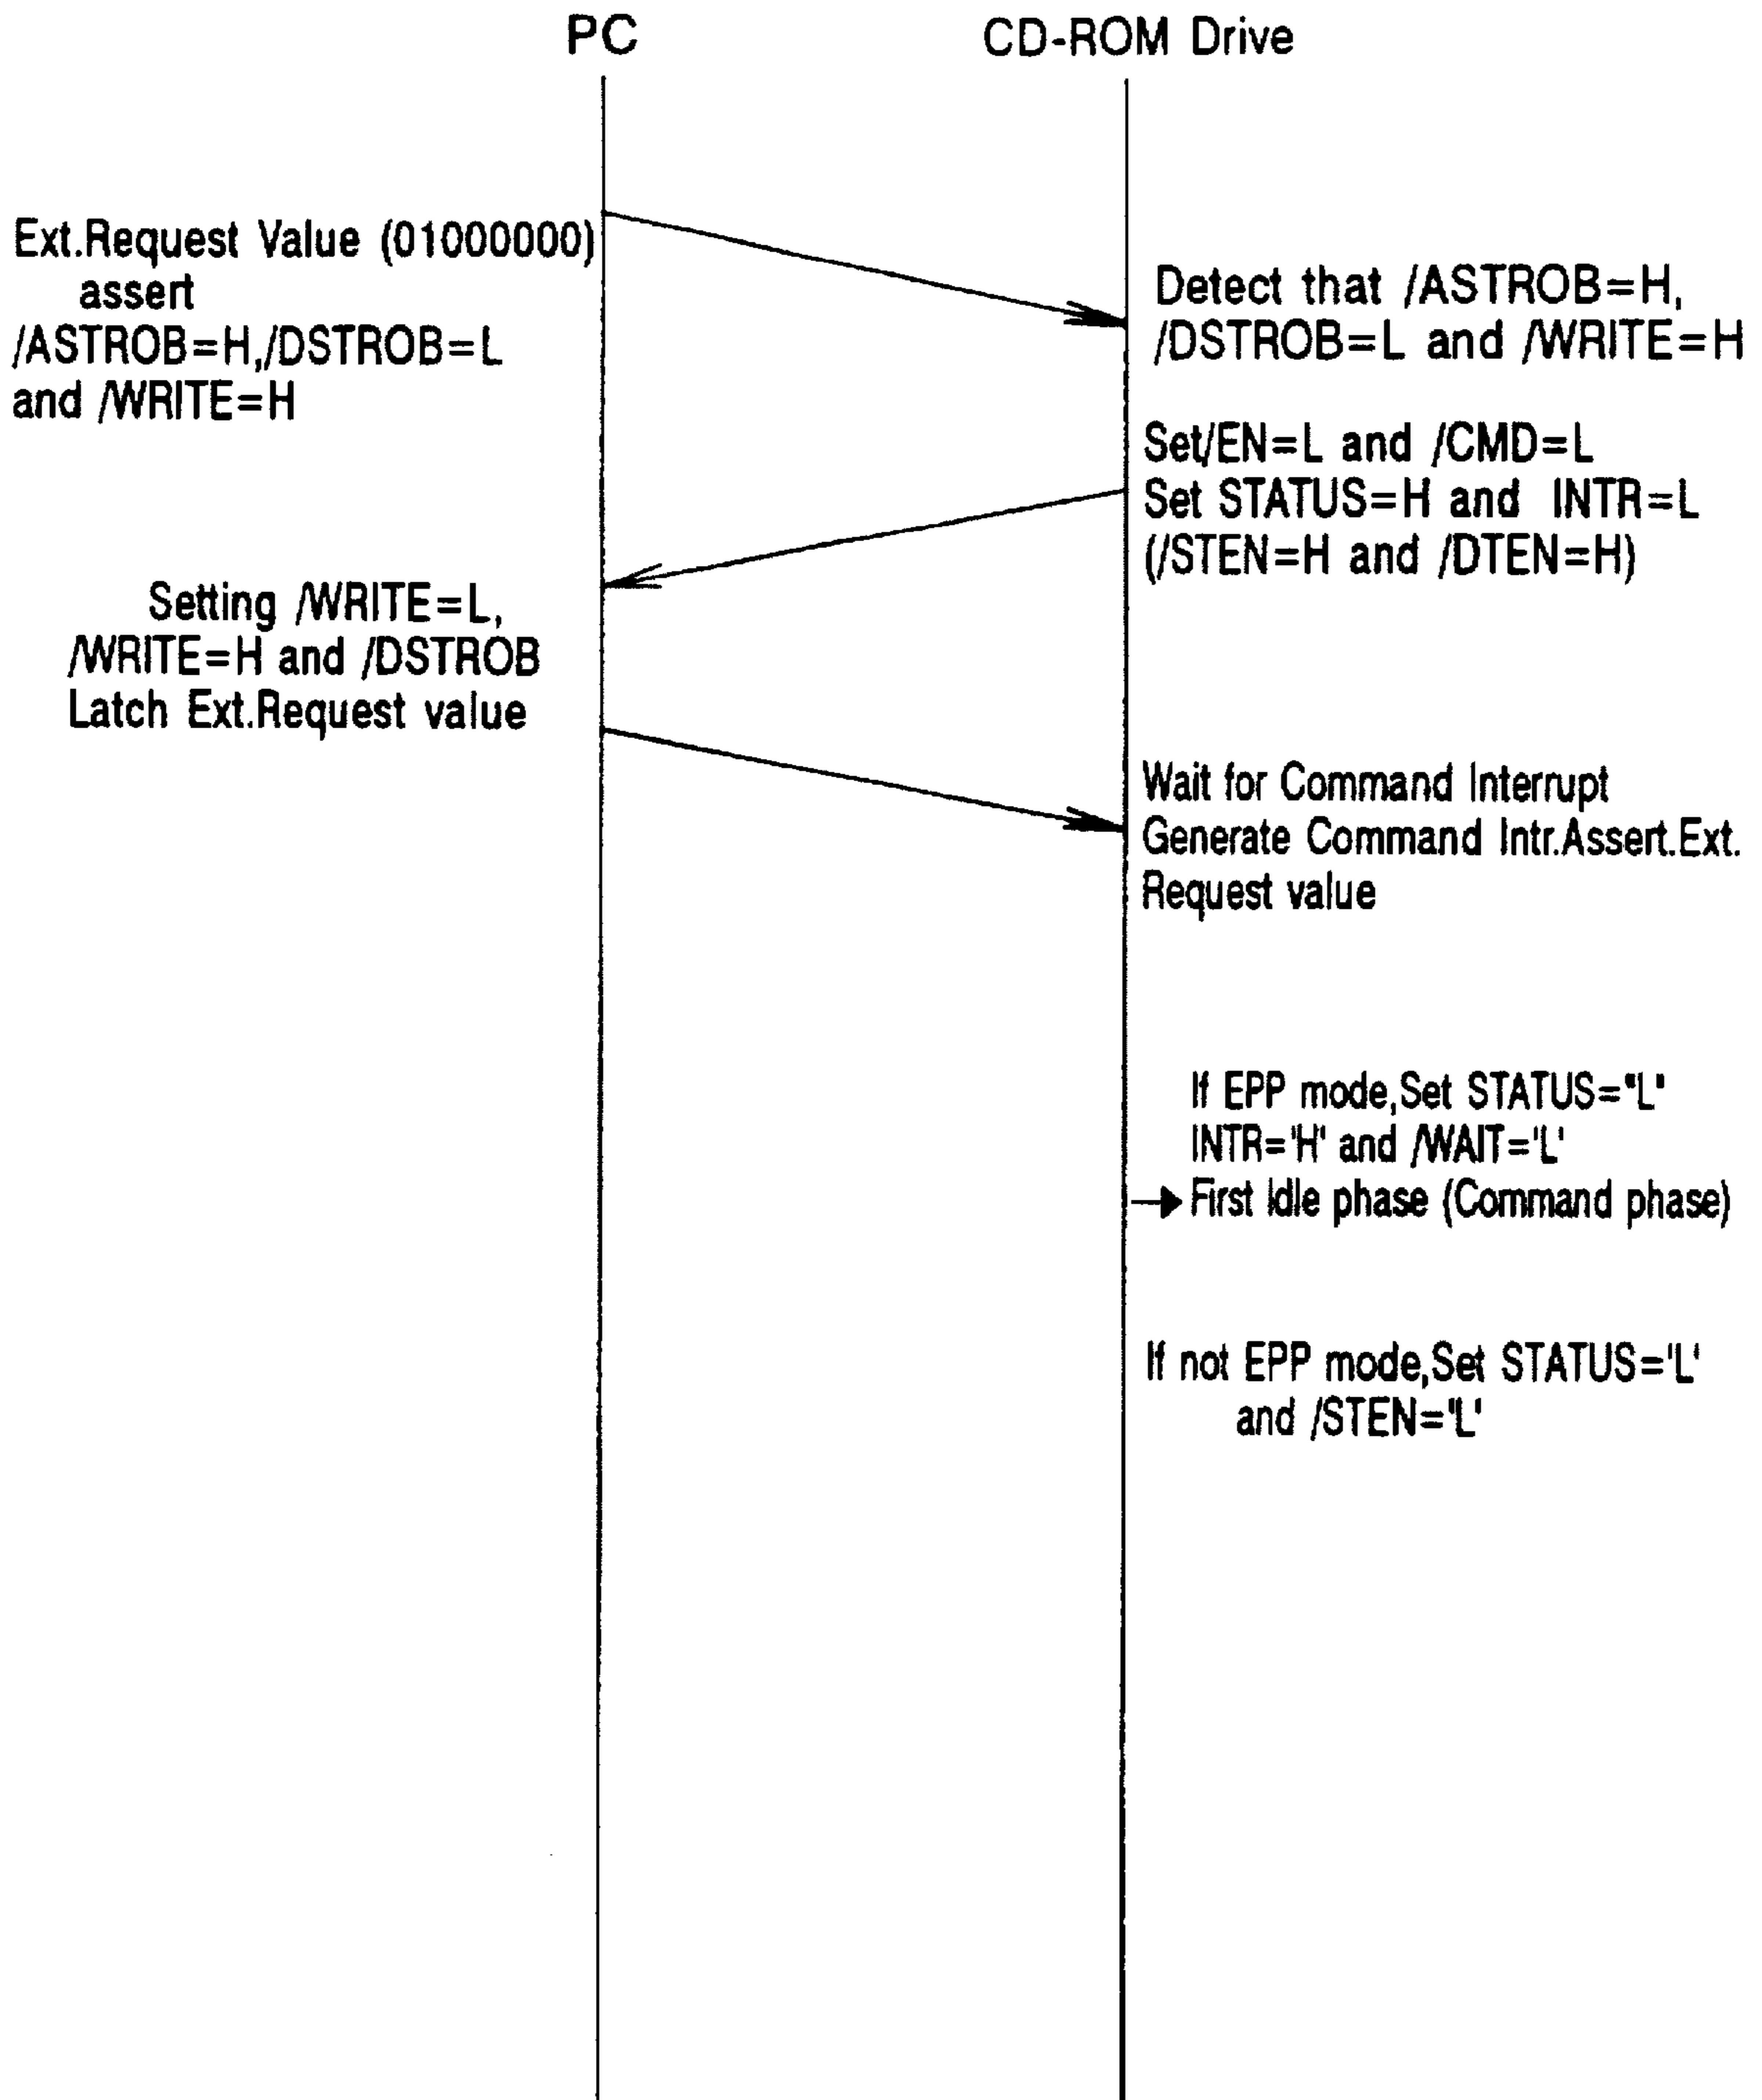 PC
CD-ROM Drive
Ext.Request Value (01000000)
assert
/ASTROB=H,/DSTROB=L
and /WRITE=H
Detect that /ASTROB=H,
/DSTROB=L and /WRITE=H
Set/EN=L and /CMD=L
Set STATUS=H and INTR=L
(/STEN=H and /DTEN=H)
Setting /WRITE=L,
/WRITE=H and /DSTROB
Latch Ext.Request value
Wait for Command Interrupt
Generate Command Intr.Assert.Ext.
Request value
If EPP mode,Set STATUS="L"
INTR='H' and /WAIT='L'
First Idle phase (Command phase)
If not EPP mode,Set STATUS='L'
and /STEN='L'